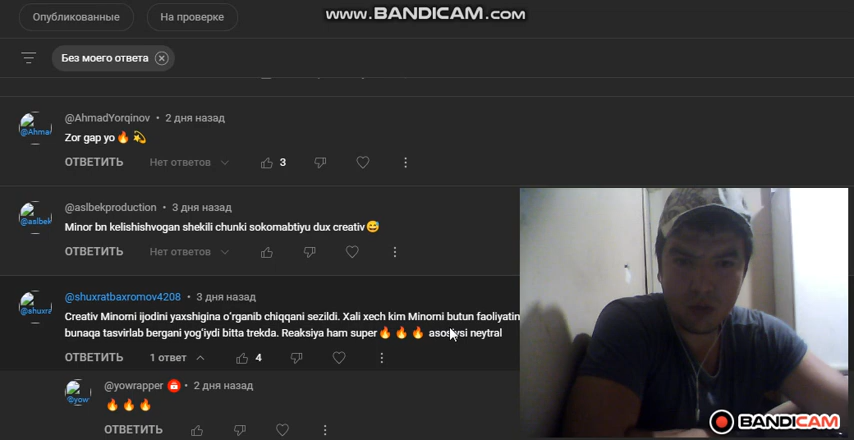 www.BANDICAM.com
Опубликованные На проверке
Без моего ответа
@AhmadYorqinov • 2 дня назад
Zor gap yo🔥 💫
ОТВЕТИТЬ Нет ответов 3
@aslbekproduction • 3 дня назад
Minor bn kelishishvogan shekili chunki sokomabtiyu dux creativ😅
ОТВЕТИТЬ Нет ответов
@shuxratbaxromov4208 • 3 дня назад
Creativ Minorni ijodini yaxshigina o'rganib chiqqani sezildi. Xali xech kim Minorni butun faoliyatin
bunaqa tasvirlab bergani yog'iydi bitta trekda. Reaksiya ham super🔥 🔥 🔥 neytral
ОТВЕТИТЬ 1 ответ 4
@yowrapper • 2 дня назад
🔥 🔥 🔥
ОТВЕТИТЬ
BANDICAM